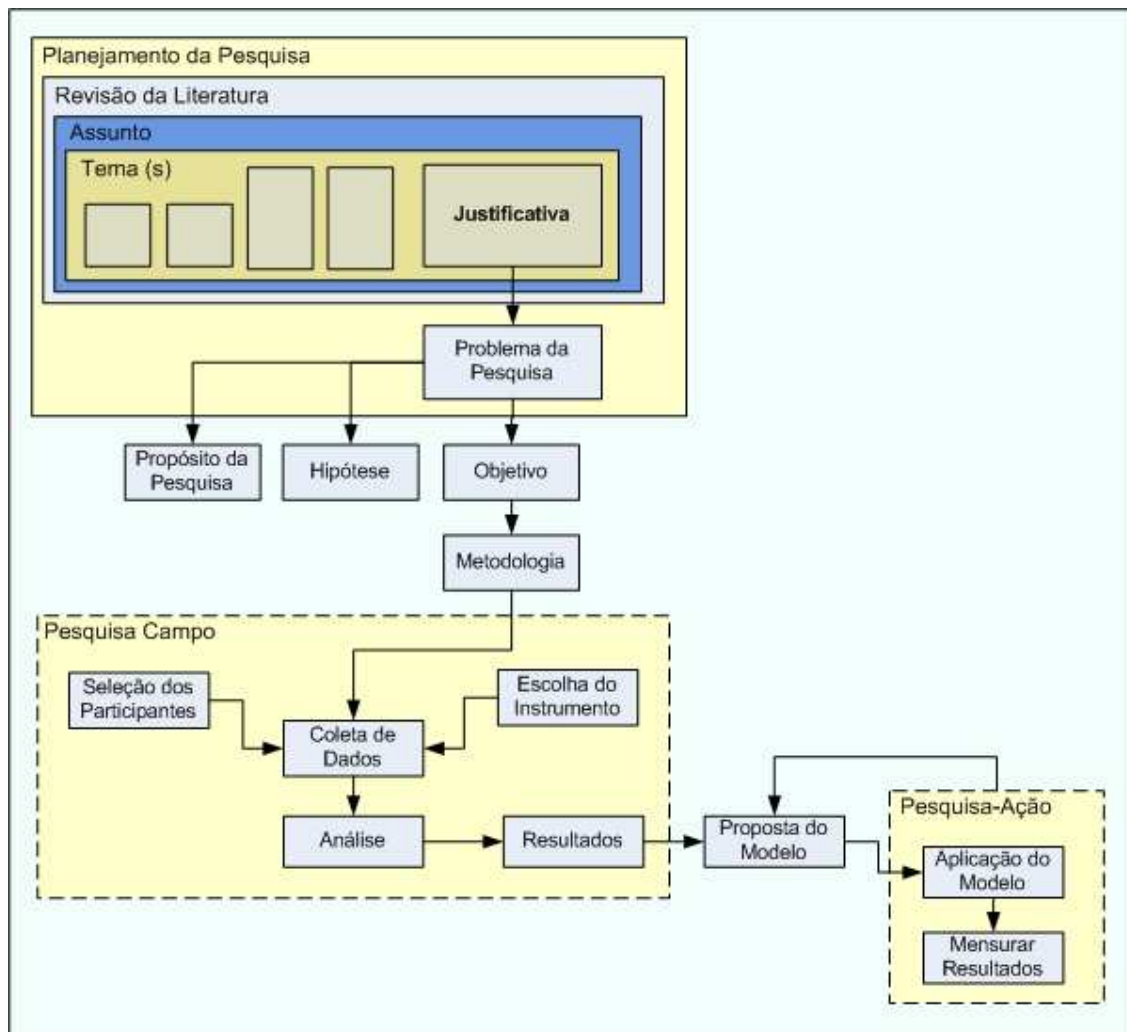 Planejamento da Pesquisa
Revisão da Literatura
Assunto
Tema (s)
Justificativa
Problema da
Pesquisa
Propósito da
Pesquisa
Hipótese
Objetivo
Metodologia
Pesquisa Campo
Seleção dos
Participantes
Escolha do
Instrumento
Coleta de
Dados
Análise
Resultados
Proposta do
Modelo
Pesquisa-Ação
Aplicação do
Modelo
Mensurar
Resultados